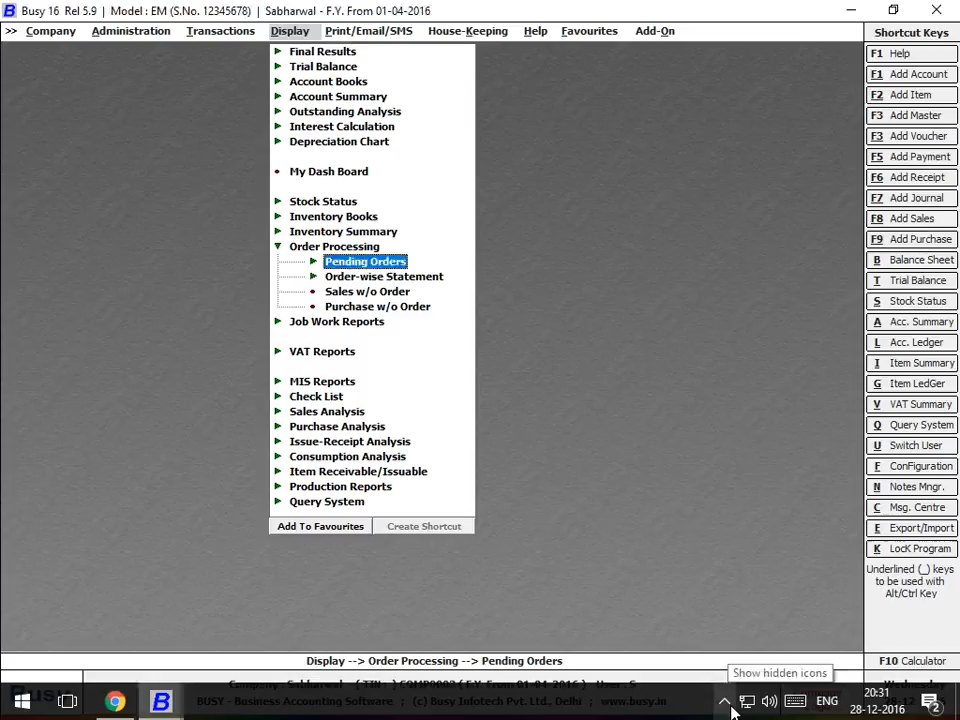 Busy 16 Rel 5.9 | Model : EM (S.No. 12345678) | Sabharwal - F.Y. From 01-04-2016
>> Company Administration Transactions Display Print/Email/SMS House-Keeping Help Favourites Add-On
Final Results
Trial Balance
Account Books
Account Summary
Outstanding Analysis
Interest Calculation
Depreciation Chart
My Dash Board
Stock Status
Inventory Books
Inventory Summary
Order Processing
Pending Orders
Order-wise Statement
Sales w/o Order
Purchase w/o Order
Job Work Reports
VAT Reports
MIS Reports
Check List
Sales Analysis
Purchase Analysis
Issue-Receipt Analysis
Consumption Analysis
Item Receivable/Issuable
Production Reports
Query System
Add To Favourites Create Shortcut
Shortcut Keys
F1 Help
F1 Add Account
F2 Add Item
F3 Add Master
F3 Add Voucher
F5 Add Payment
F6 Add Receipt
F7 Add Journal
F8 Add Sales
F9 Add Purchase
B Balance Sheet
T Trial Balance
S Stock Status
A Acc. Summary
L Acc. Ledger
I Item Summary
G Item LedGer
V VAT Summary
Q Query System
U Switch User
F ConFiguration
N Notes Mngr.
C Msg. Centre
E Export/Import
K LocK Program
Underlined (_) keys
to be used with
Alt/Ctrl Key
Display --> Order Processing --> Pending Orders
F10 Calculator
Show hidden icons
BUSY - Business Accounting Software ; (c) Busy Infotech Pvt. Ltd., Delhi ; www.busy.in
ENG
20:31
28-12-2016
2